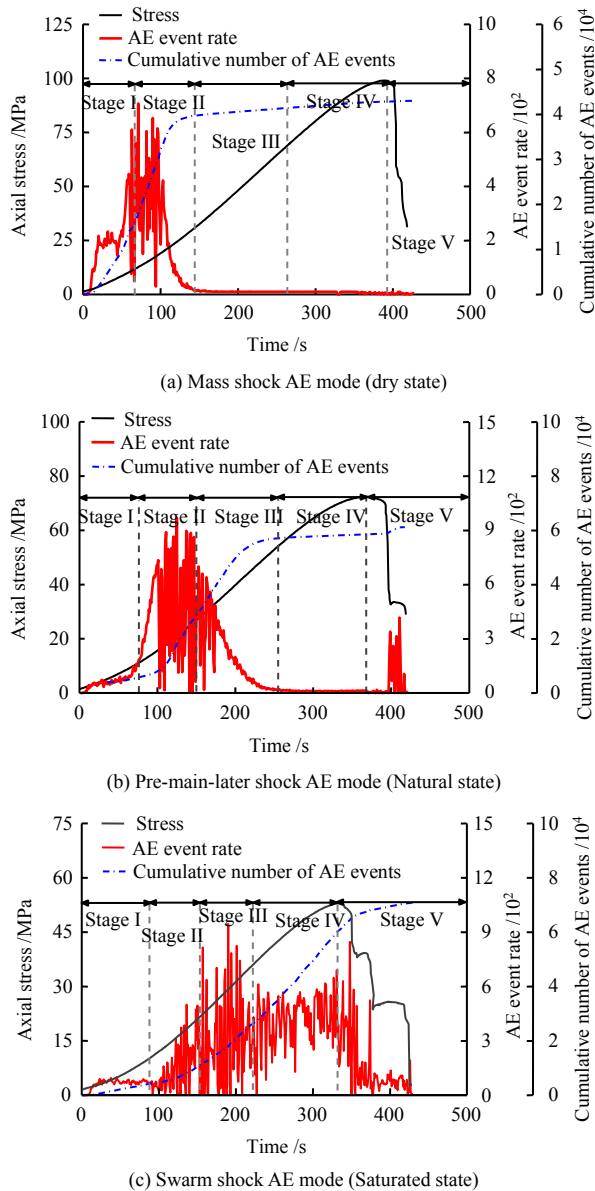 Stress
AE event rate
Cumulative number of AE events
Stage I
Stage II
Stage III
Stage IV
Stage V
Axial stress /MPa
0
25
50
75
100
125
0
100
200
300
400
500
Time /s
AE event rate /10²
0
2
4
6
8
10
Cumulative number of AE events /10⁴
0
1
2
3
4
5
6
(a) Mass shock AE mode (dry state)
Stress
AE event rate
Cumulative number of AE events
Stage I
Stage II
Stage III
Stage IV
Stage V
Axial stress /MPa
0
20
40
60
80
100
0
100
200
300
400
500
Time /s
AE event rate /10²
0
3
6
9
12
15
Cumulative number of AE events /10⁴
0
2
4
6
8
10
(b) Pre-main-later shock AE mode (Natural state)
Stress
AE event rate
Cumulative number of AE events
Stage I
Stage II
Stage III
Stage IV
Stage V
Axial stress /MPa
0
15
30
45
60
75
0
100
200
300
400
500
Time /s
AE event rate /10²
0
3
6
9
12
15
Cumulative number of AE events /10⁴
0
2
4
6
8
10
(c) Swarm shock AE mode (Saturated state)